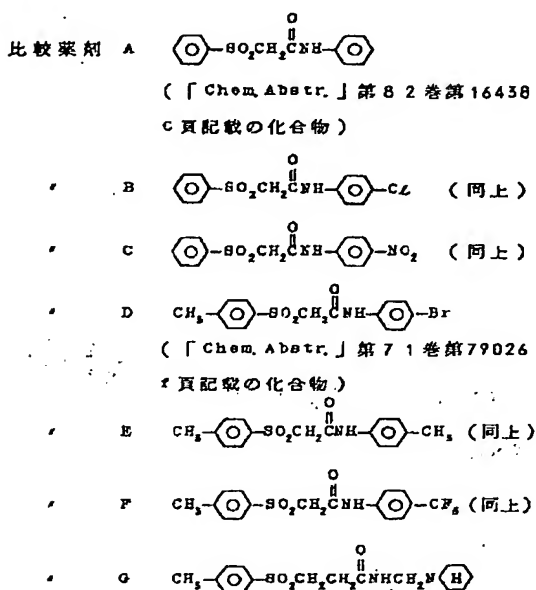 O
比較薬剤 A SO₂CH₂CNH
(「Chem. Abstr.」第82巻第16438
c頁記載の化合物)
O
〃 B SO₂CH₂CNH Cl (同上)
O
〃 C SO₂CH₂CNH NO₂ (同上)
O
〃 D CH₃ SO₂CH₂CNH Br
(「Chem. Abstr.」第71巻第79026
f頁記載の化合物)
O
〃 E CH₃ SO₂CH₂CNH CH₃ (同上)
O
〃 F CH₃ SO₂CH₂CNH (同上)
O
〃 G CH₃ SO₂CH₂CH₂CNHCH₂N H